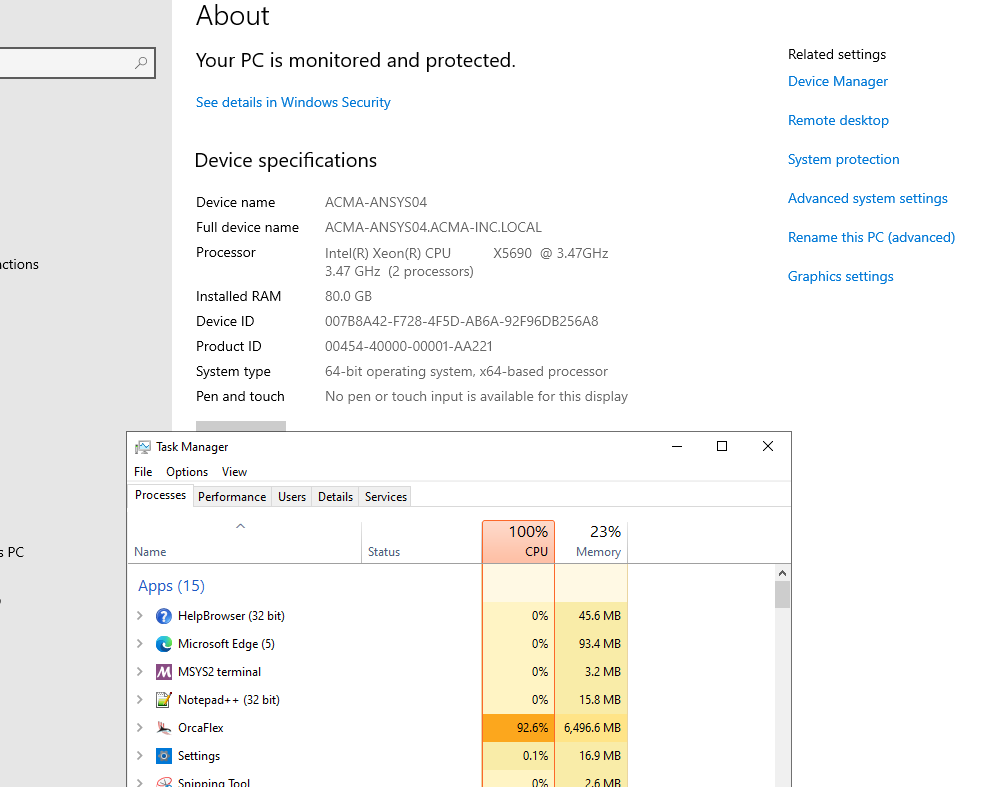 About
Your PC is monitored and protected.
See details in Windows Security
Related settings
Device Manager
Remote desktop
System protection
Advanced system settings
Rename this PC (advanced)
Graphics settings
Device specifications
Device name ACMA-ANSYS04
Full device name ACMA-ANSYS04.ACMA-INC.LOCAL
Processor Intel(R) Xeon(R) CPU X5690 @ 3.47GHz
3.47 GHz (2 processors)
Installed RAM 80.0 GB
Device ID 007B8A42-F728-4F5D-AB6A-92F96DB256A8
Product ID 00454-40000-00001-AA221
System type 64-bit operating system, x64-based processor
Pen and touch No pen or touch input is available for this display
ctions
s PC
Task Manager
File Options View
Processes Performance Users Details Services
100% 23%
Name Status CPU Memory
Apps (15)
HelpBrowser (32 bit) 0% 45.6 MB
Microsoft Edge (5) 0% 93.4 MB
MSYS2 terminal 0% 3.2 MB
Notepad++ (32 bit) 0% 15.8 MB
OrcaFlex 92.6% 6,496.6 MB
Settings 0.1% 16.9 MB
Snipping Tool 0% 2.6 MB